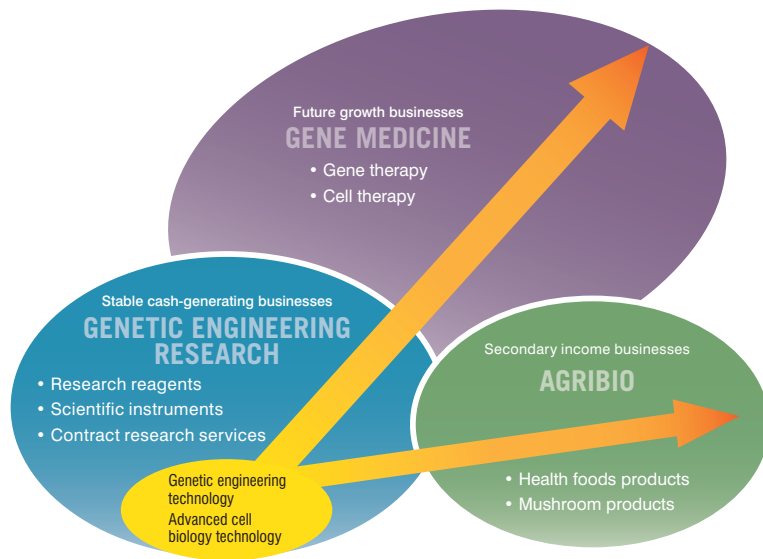 Future growth businesses
GENE MEDICINE
• Gene therapy
• Cell therapy
Stable cash-generating businesses
GENETIC ENGINEERING
RESEARCH
• Research reagents
• Scientific instruments
• Contract research services
Genetic engineering
technology
Advanced cell
biology technology
Secondary income businesses
AGRIBIO
• Health foods products
• Mushroom products